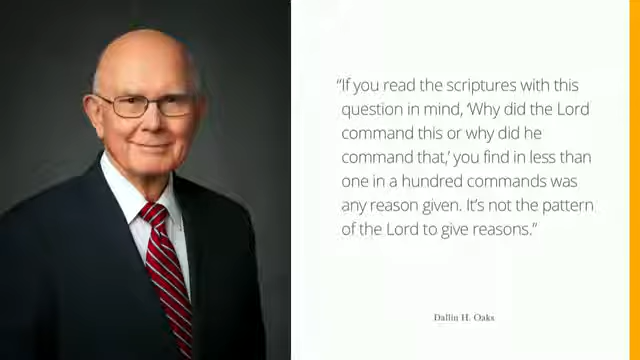 “If you read the scriptures with this
question in mind, ‘Why did the Lord
command this or why did he
command that,’ you find in less than
one in a hundred commands was
any reason given. It’s not the pattern
of the Lord to give reasons.”
Dallin H. Oaks